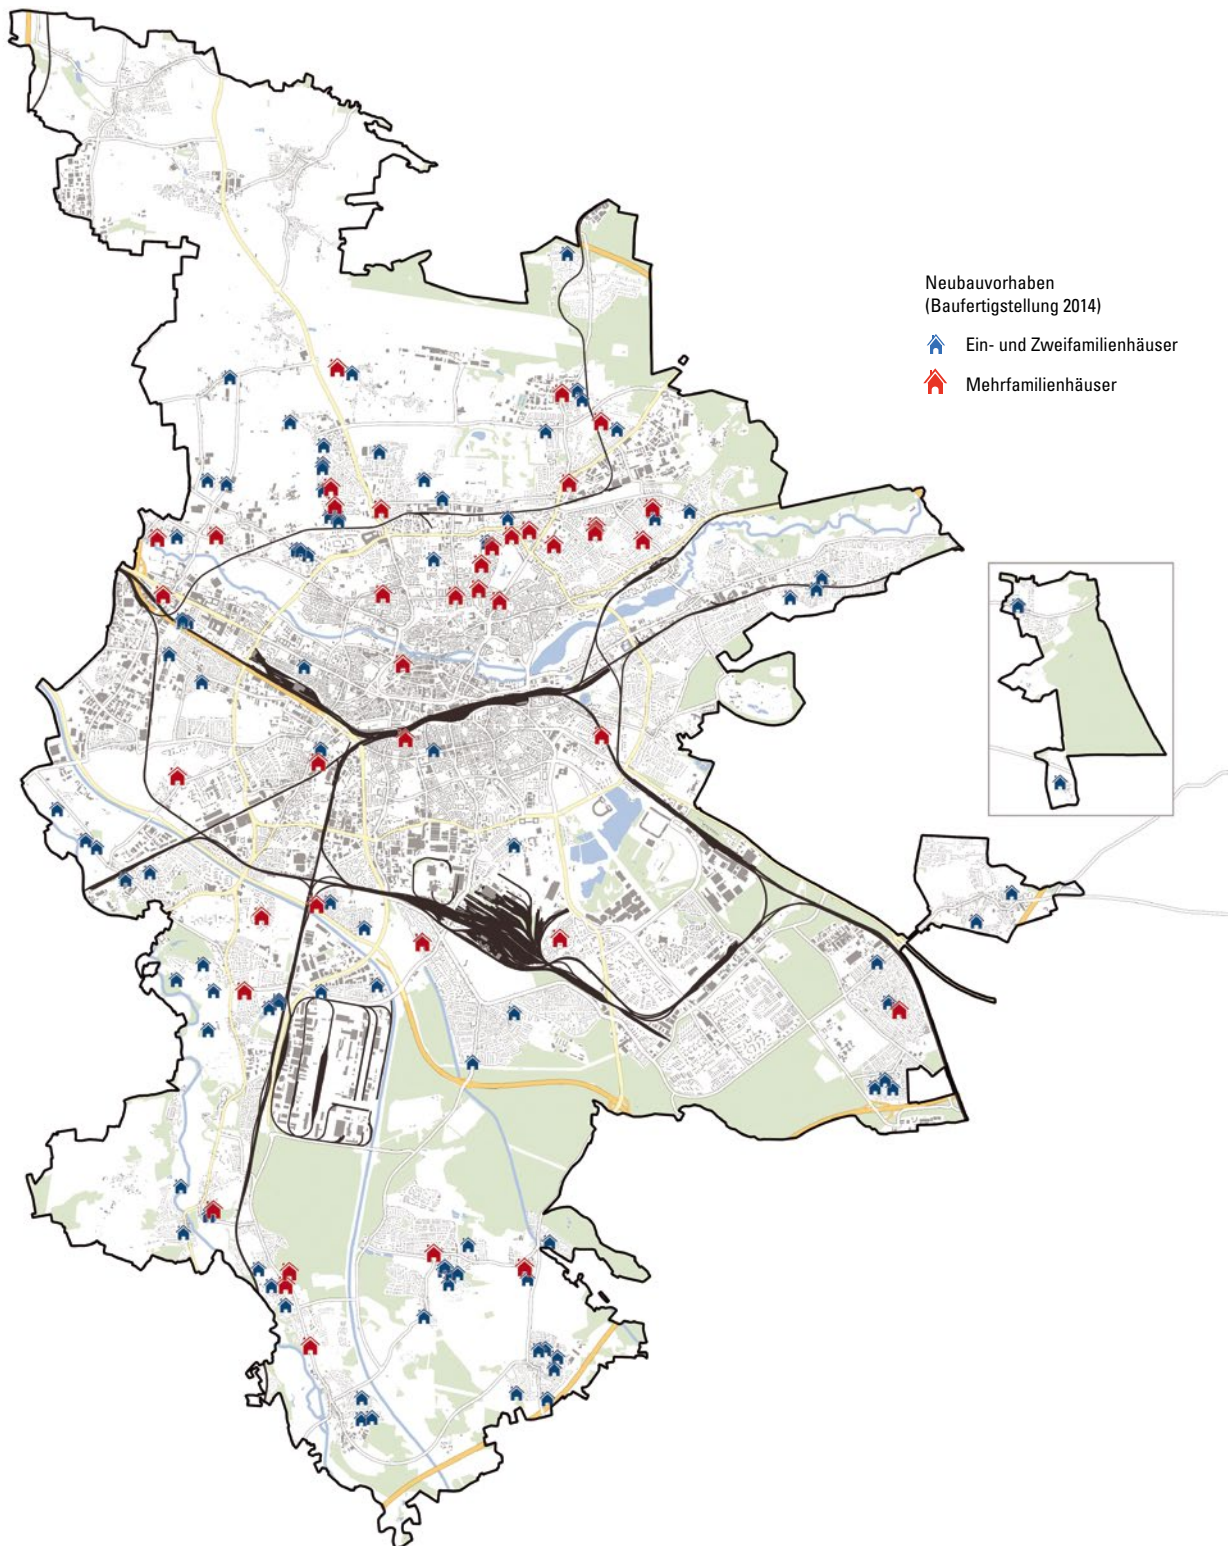 Neubauvorhaben
(Baufertigstellung 2014)
Ein- und Zweifamilienhäuser
Mehrfamilienhäuser